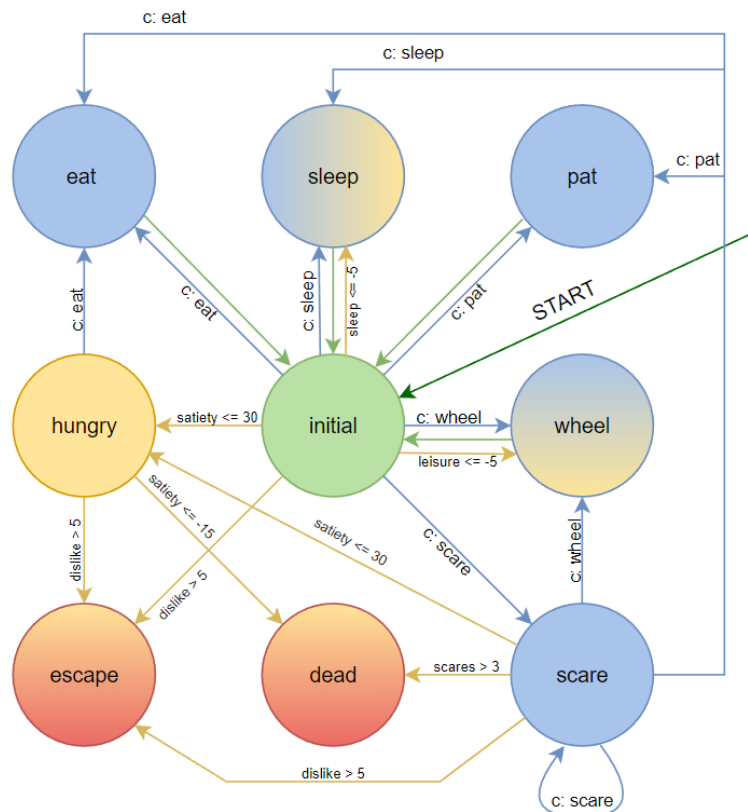 c: eat
c: sleep
eat
sleep
pat
c: pat
c: eat
c: eat
c: sleep
sleep <= -5
c: pat
START
hungry
satiety <= 30
initial
c: wheel
leisure <= -5
wheel
dislike > 5
satiety <= -15
dislike > 5
satiety <= 30
c: scare
c: wheel
escape
dead
scares > 3
scare
dislike > 5
c: scare